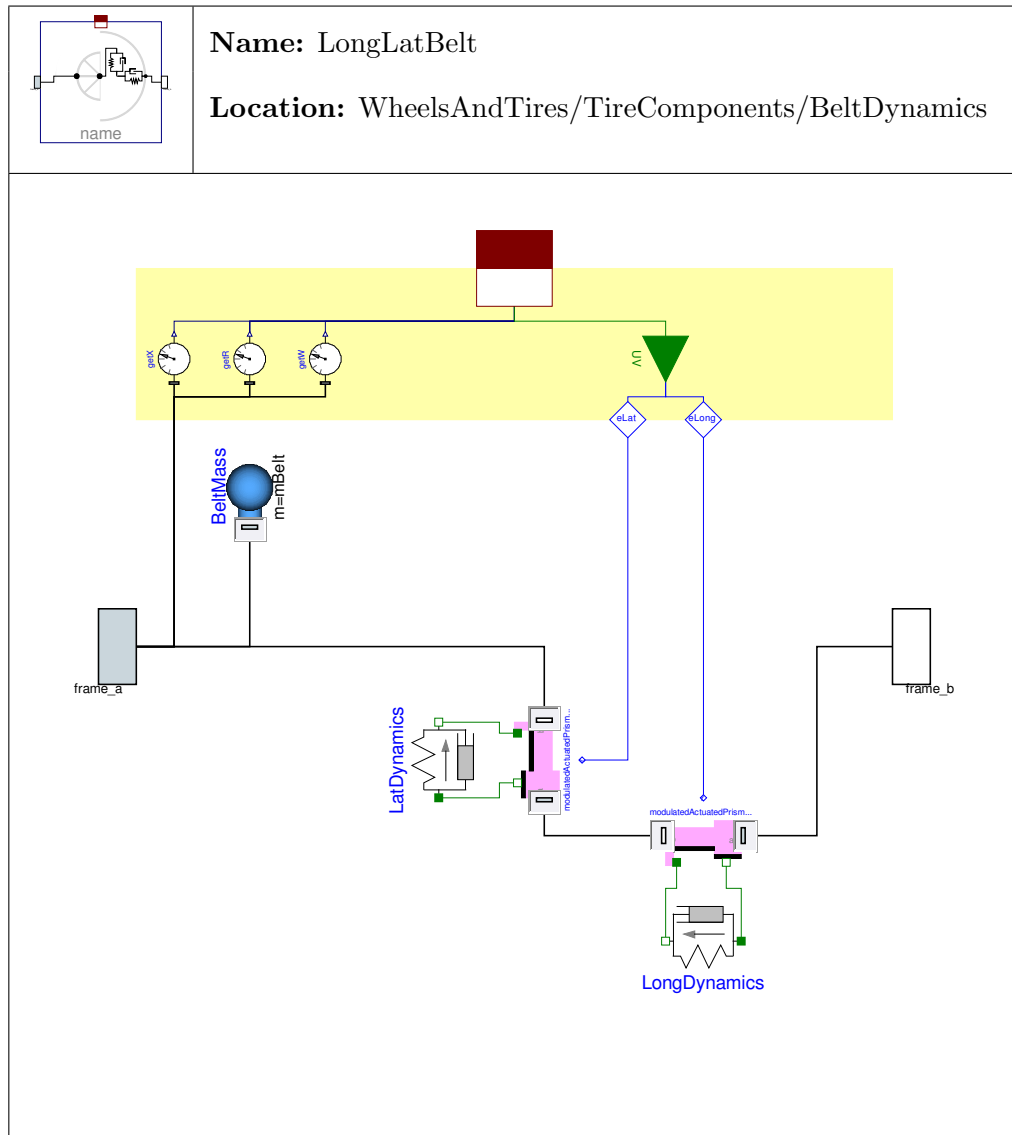 Name: LongLatBelt
Location: WheelsAndTires/TireComponents/BeltDynamics
name
getX
getR
getW
UV
eLat
eLong
BeltMass
m=mBelt
frame_a
frame_b
LatDynamics
modulatedActuatedPrism...
modulatedActuatedPrism...
LongDynamics